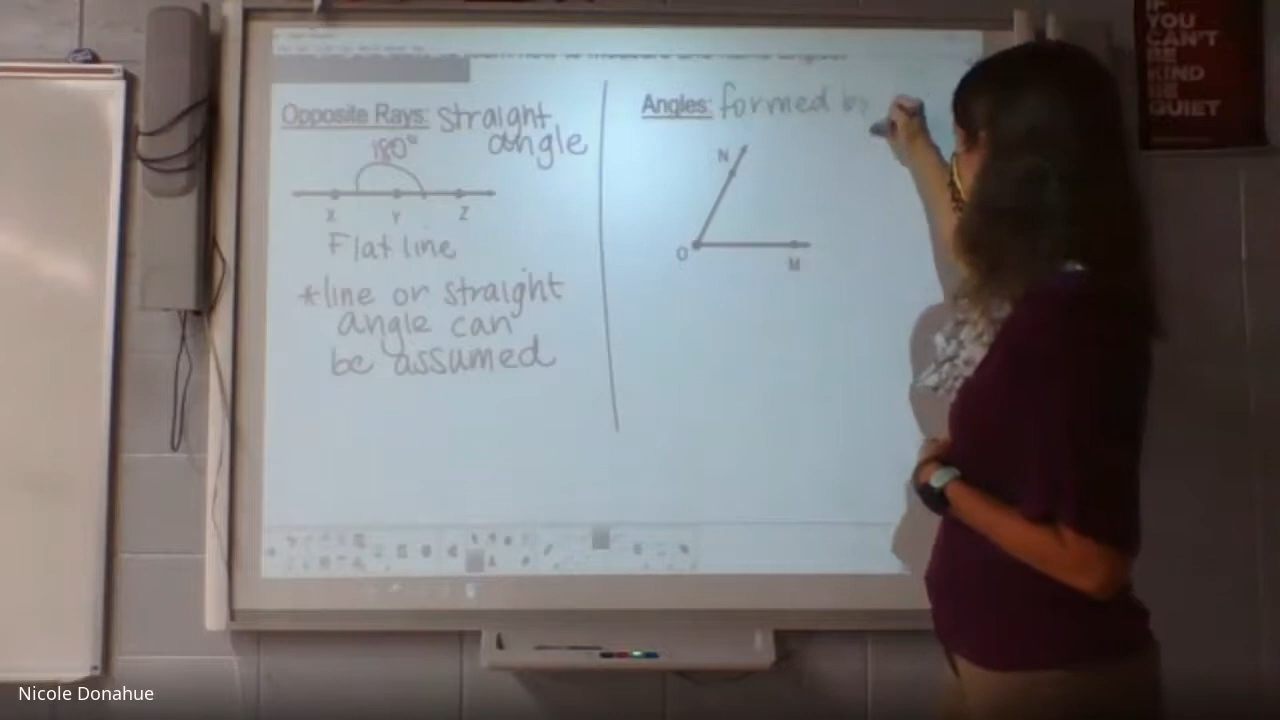 Opposite Rays: straight
angle
180°
X Y Z
Flat line
*line or straight
angle can
be assumed
Angles: formed by
N
O
M
IF
YOU
CAN'T
BE
KIND
BE
QUIET
Nicole Donahue